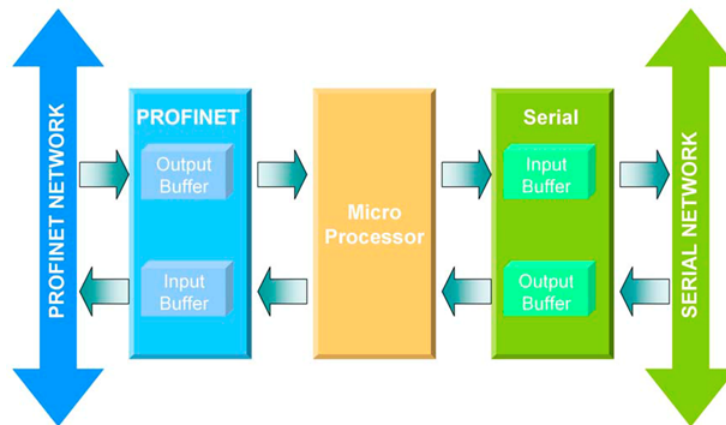 PROFINET NETWORK
PROFINET
Output
Buffer
Input
Buffer
Micro
Processor
Serial
Input
Buffer
Output
Buffer
SERIAL NETWORK